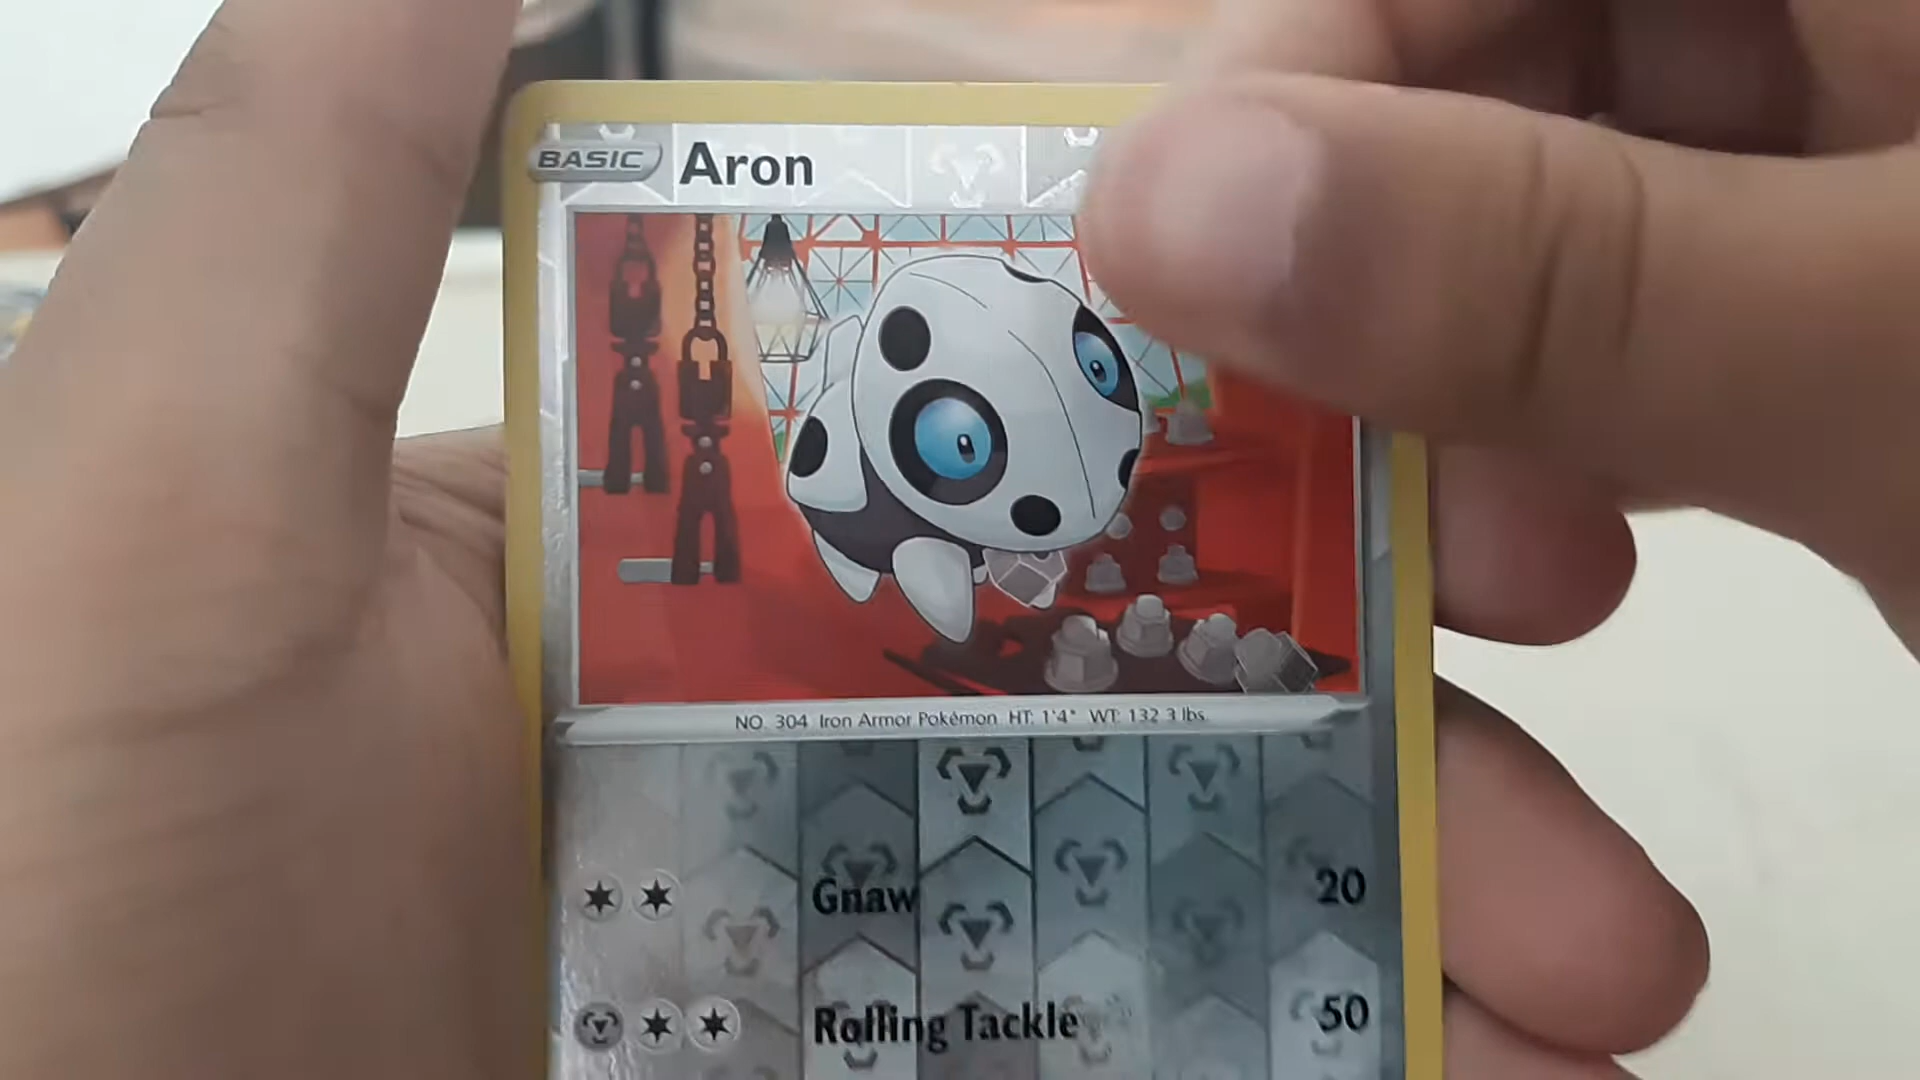 BASIC Aron
NO. 304 Iron Armor Pokémon HT: 1'4" WT: 132.3 lbs.
Gnaw 20
Rolling Tackle 50